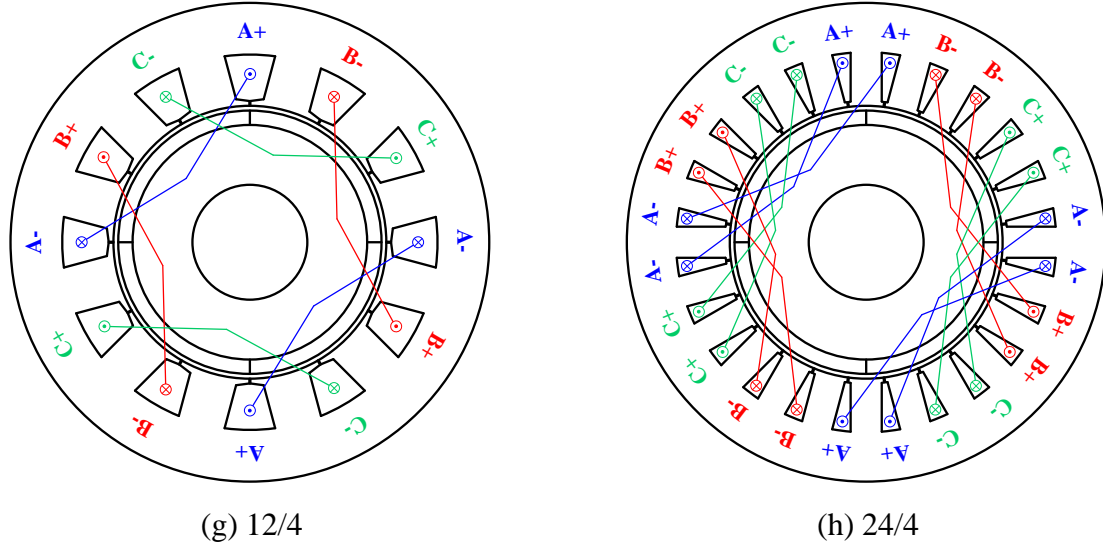 A+
C-
B-
B+
C+
A-
A-
C+
B+
B-
C-
A+
(g) 12/4
A+
A+
C-
B-
C-
B-
B+
C+
B+
C+
A-
A-
A-
A-
C+
B+
C+
B+
B-
C-
B-
C-
A+
A+
(h) 24/4